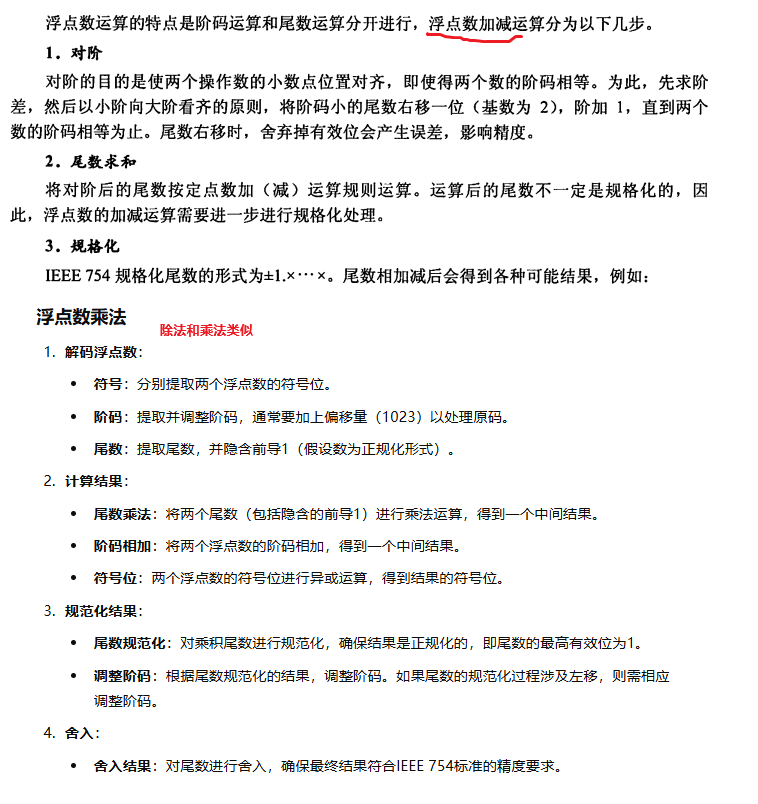 浮点数运算的特点是阶码运算和尾数运算分开进行，浮点数加减运算分为以下几步。
1．对阶
对阶的目的是使两个操作数的小数点位置对齐，即使得两个数的阶码相等。为此，先求阶
差，然后以小阶向大阶看齐的原则，将阶码小的尾数右移一位（基数为 2），阶加 1，直到两个
数的阶码相等为止。尾数右移时，舍弃掉有效位会产生误差，影响精度。
2．尾数求和
将对阶后的尾数按定点数加（减）运算规则运算。运算后的尾数不一定是规格化的，因
此，浮点数的加减运算需要进一步进行规格化处理。
3．规格化
IEEE 754 规格化尾数的形式为±1.×…×。尾数相加减后会得到各种可能结果，例如：
浮点数乘法
除法和乘法类似
1. 解码浮点数：
• 符号：分别提取两个浮点数的符号位。
• 阶码：提取并调整阶码，通常要加上偏移量（1023）以处理原码。
• 尾数：提取尾数，并隐含前导1（假设数为正规化形式）。
2. 计算结果：
• 尾数乘法：将两个尾数（包括隐含的前导1）进行乘法运算，得到一个中间结果。
• 阶码相加：将两个浮点数的阶码相加，得到一个中间结果。
• 符号位：两个浮点数的符号位进行异或运算，得到结果的符号位。
3. 规范化结果：
• 尾数规范化：对乘积尾数进行规范化，确保结果是正规化的，即尾数的最高有效位为1。
• 调整阶码：根据尾数规范化的结果，调整阶码。如果尾数的规范化过程涉及左移，则需相应
调整阶码。
4. 舍入：
• 舍入结果：对尾数进行舍入，确保最终结果符合IEEE 754标准的精度要求。